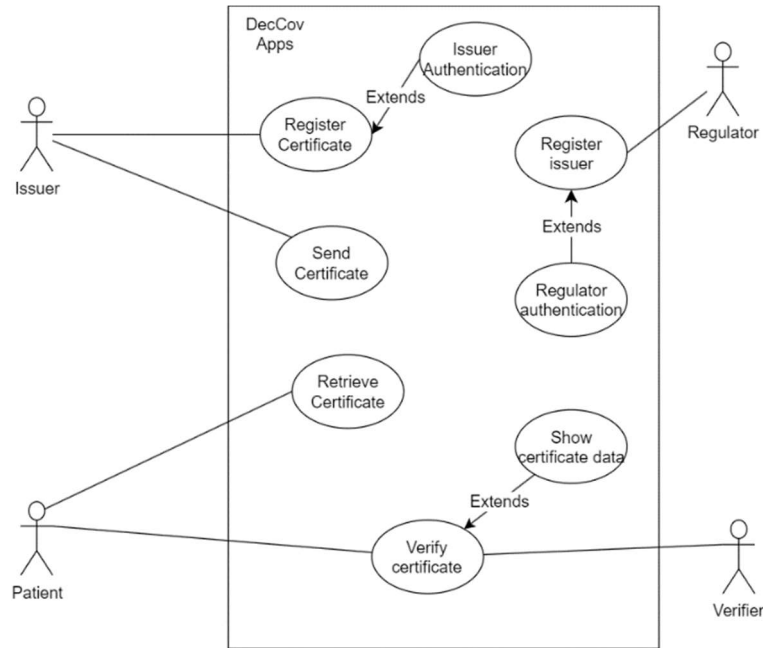 DecCov
Apps
Issuer
Authentication
Extends
Register
Certificate
Issuer
Register
issuer
Regulator
Extends
Send
Certificate
Regulator
authentication
Retrieve
Certificate
Show
certificate data
Extends
Verify
certificate
Patient
Verifier